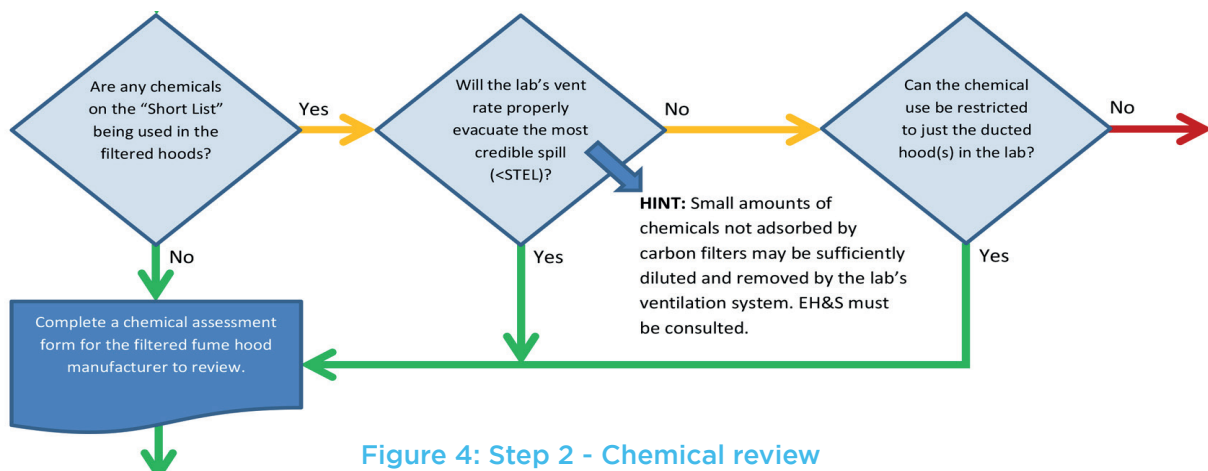 Are any chemicals
on the “Short List”
being used in the
filtered hoods?
Yes
No
Will the lab’s vent
rate properly
evacuate the most
credible spill
(<STEL)?
No
Yes
HINT: Small amounts of
chemicals not adsorbed by
carbon filters may be sufficiently
diluted and removed by the lab’s
ventilation system. EH&S must
be consulted.
Can the chemical
use be restricted
to just the ducted
hood(s) in the lab?
No
Yes
Complete a chemical assessment
form for the filtered fume hood
manufacturer to review.
Figure 4: Step 2 - Chemical review